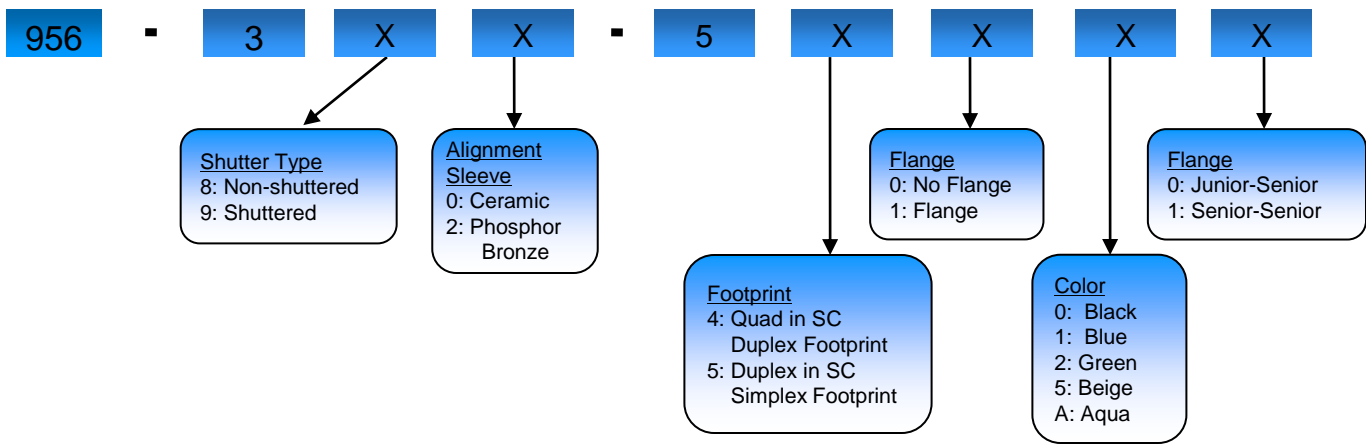 956 - 3 X X - 5 X X X X
Shutter Type
8: Non-shuttered
9: Shuttered
Alignment
Sleeve
0: Ceramic
2: Phosphor
Bronze
Footprint
4: Quad in SC
Duplex Footprint
5: Duplex in SC
Simplex Footprint
Flange
0: No Flange
1: Flange
Color
0: Black
1: Blue
2: Green
5: Beige
A: Aqua
Flange
0: Junior-Senior
1: Senior-Senior